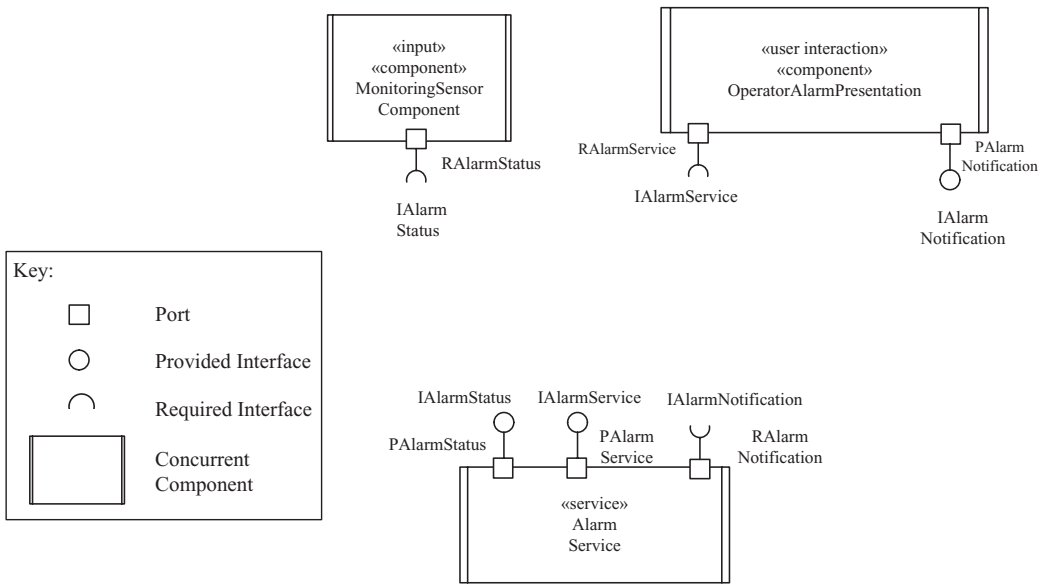 «input»
«component»
MonitoringSensor
Component
RAlarmStatus
IAlarm
Status
«user interaction»
«component»
OperatorAlarmPresentation
RAlarmService
IAlarmService
PAlarm
Notification
IAlarm
Notification
Key:
Port
Provided Interface
Required Interface
Concurrent
Component
IAlarmStatus
IAlarmService
IAlarmNotification
PAlarmStatus
PAlarm
Service
RAlarm
Notification
«service»
Alarm
Service